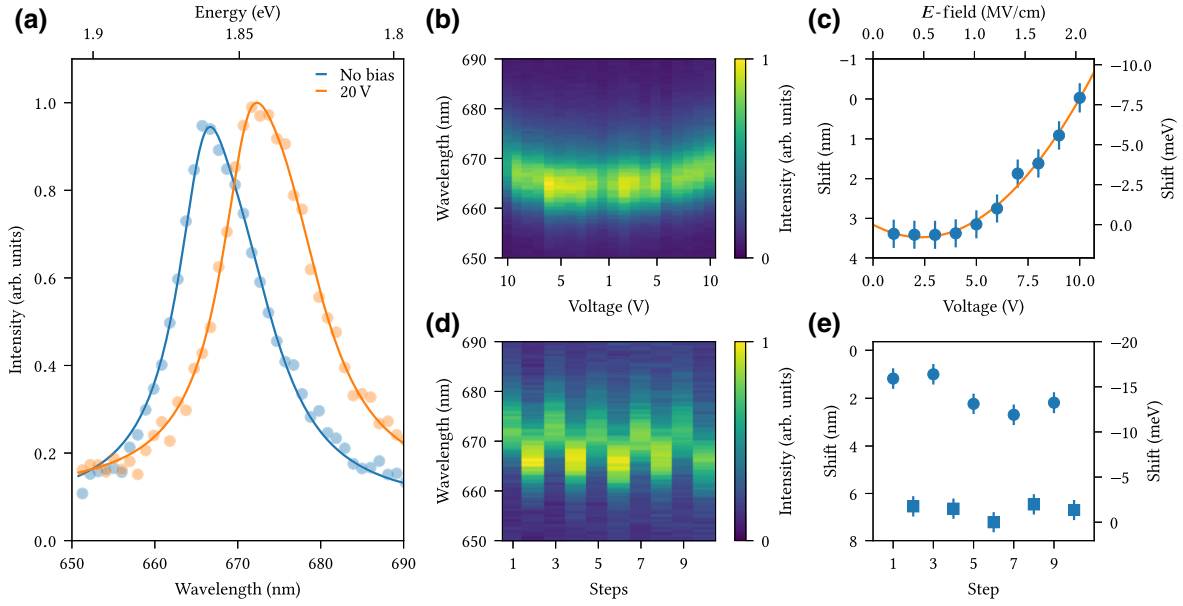 (a)
Energy (eV)
1.9 1.85 1.8
Intensity (arb. units)
1.0
0.8
0.6
0.4
0.2
0.0
No bias
20 V
650 660 670 680 690
Wavelength (nm)
(b)
Wavelength (nm)
690
680
670
660
650
10 5 1 5 10
Voltage (V)
1
0
Intensity (arb. units)
(c)
E-field (MV/cm)
0.0 0.5 1.0 1.5 2.0
Shift (nm)
−1
0
1
2
3
4
−10.0
−7.5
−5.0
−2.5
0.0
Shift (meV)
0.0 2.5 5.0 7.5 10.0
Voltage (V)
(d)
Wavelength (nm)
690
680
670
660
650
1 3 5 7 9
Steps
1
0
Intensity (arb. units)
(e)
Shift (nm)
0
2
4
6
8
−20
−15
−10
−5
0
Shift (meV)
1 3 5 7 9
Step